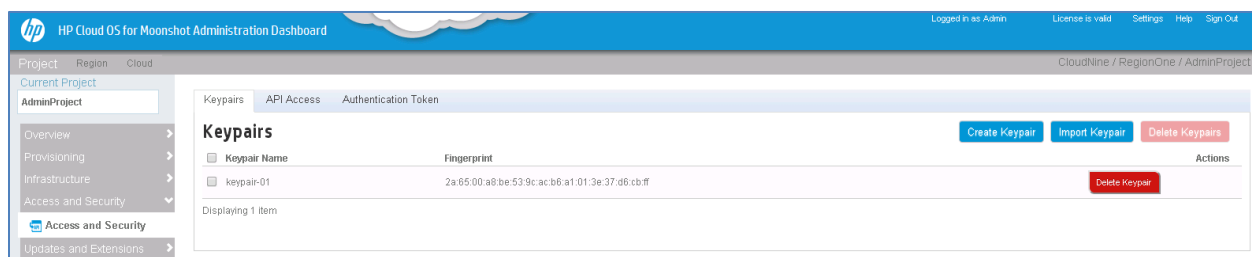 hp HP Cloud OS for Moonshot Administration Dashboard
Logged in as Admin License is valid Settings Help Sign Out
Project Region Cloud
CloudNine / RegionOne / AdminProject
Current Project
AdminProject
Overview
Provisioning
Infrastructure
Access and Security
Access and Security
Updates and Extensions
Keypairs API Access Authentication Token
Keypairs
Create Keypair Import Keypair Delete Keypairs
Keypair Name Fingerprint Actions
keypair-01 2a:65:00:a8:be:53:9c:ac:b6:a1:01:3e:37:d6:cb:ff Delete Keypair
Displaying 1 item